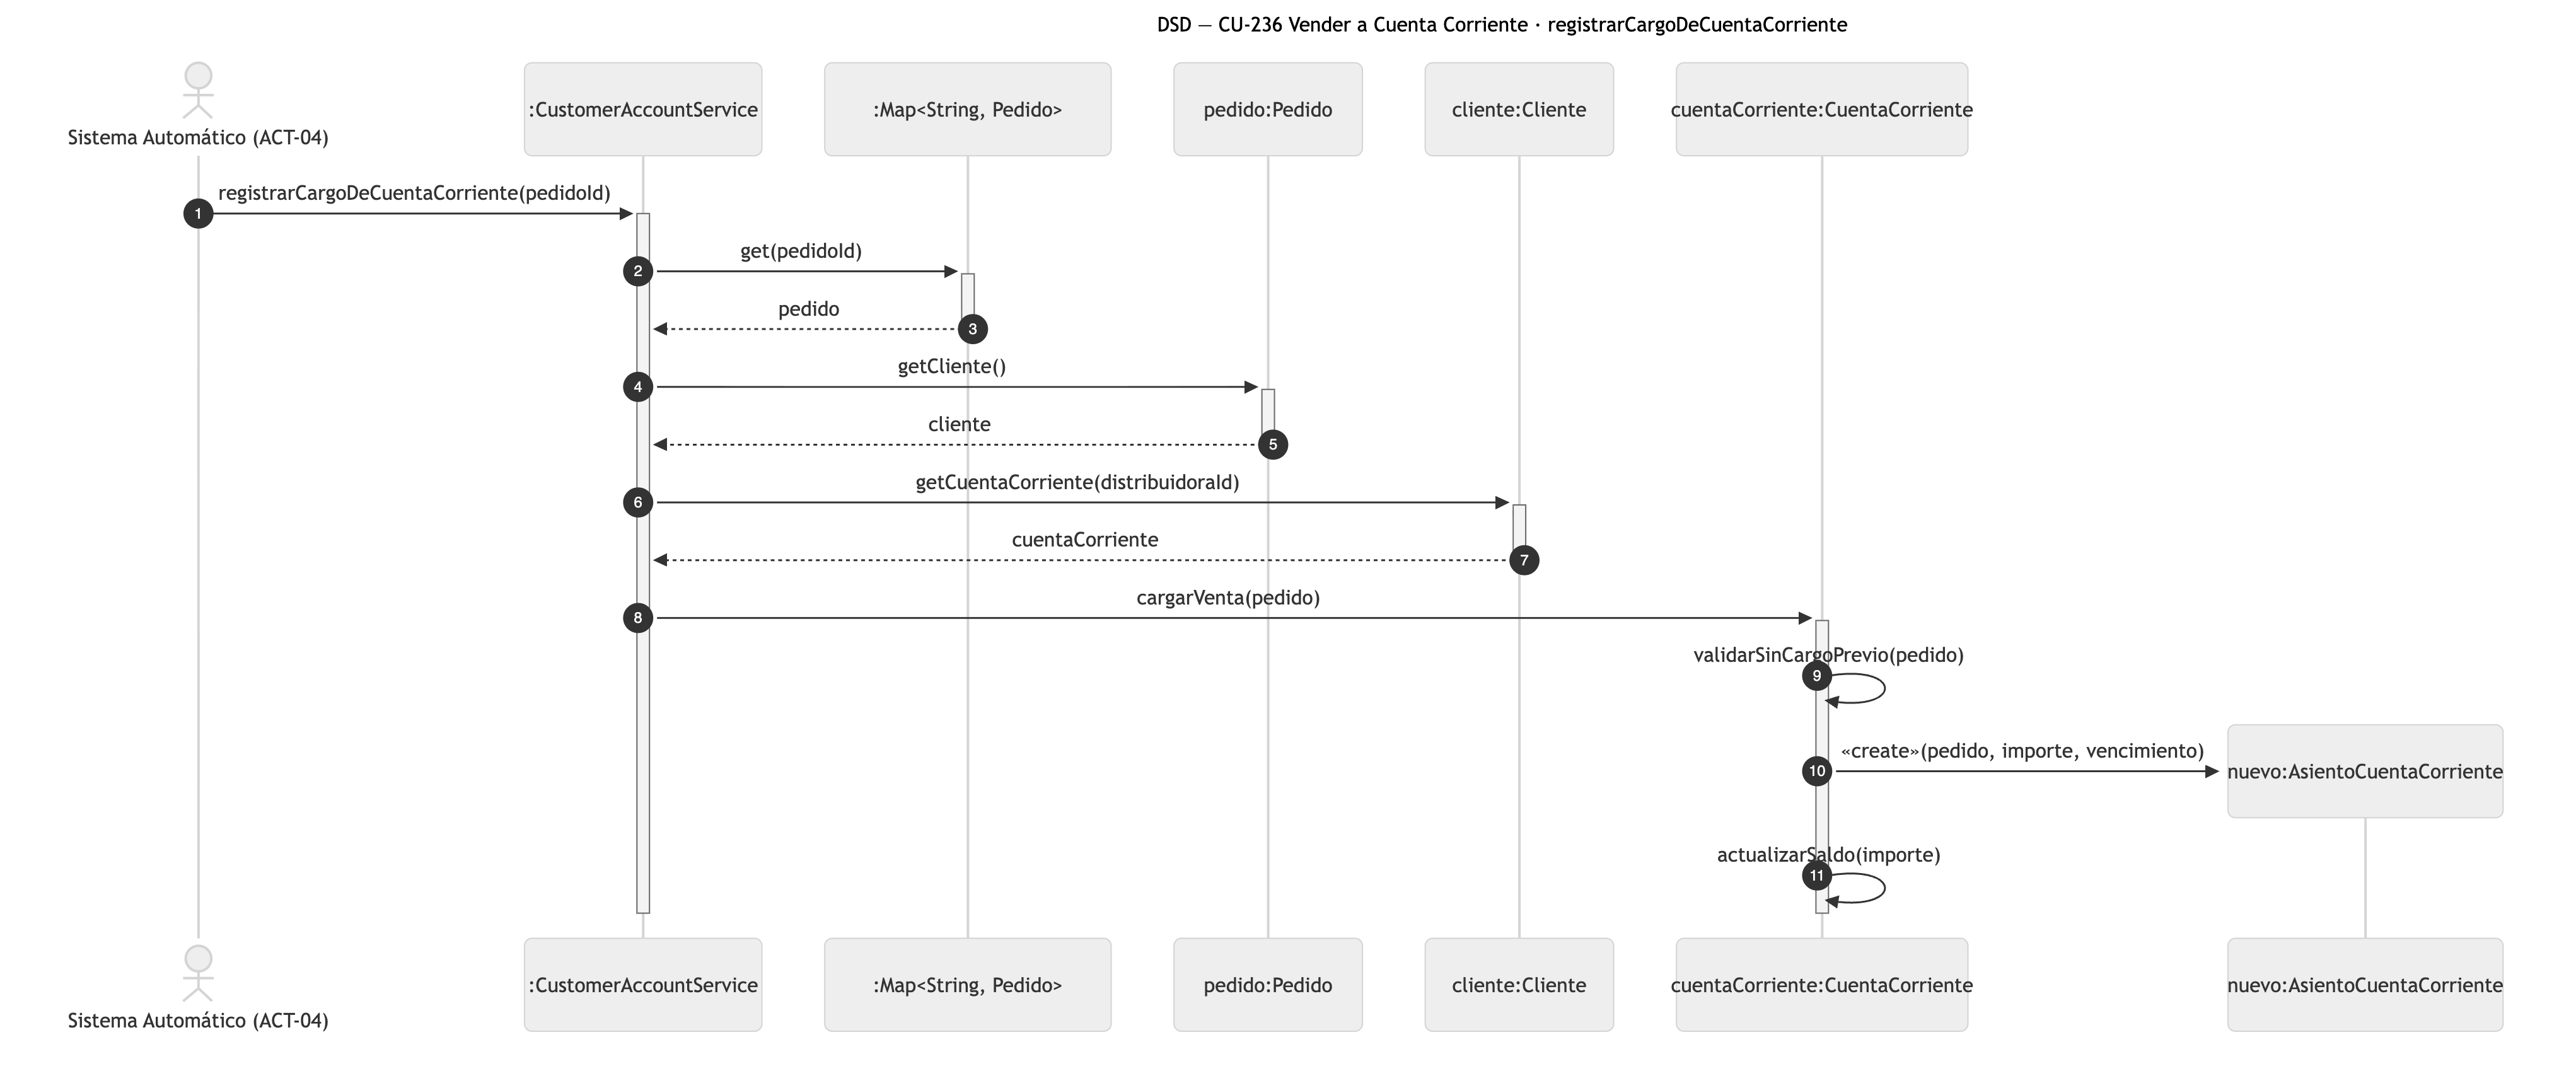 DSD — CU-236 Vender a Cuenta Corriente · registrarCargoDeCuentaCorriente
Sistema Automático (ACT-04)
:CustomerAccountService
:Map<String, Pedido>
pedido:Pedido
cliente:Cliente
cuentaCorriente:CuentaCorriente
registrarCargoDeCuentaCorriente(pedidoId)
1
get(pedidoId)
2
pedido
3
getCliente()
4
cliente
5
getCuentaCorriente(distribuidoraId)
6
cuentaCorriente
7
cargarVenta(pedido)
8
validarSinCargoPrevio(pedido)
9
«create»(pedido, importe, vencimiento)
10
nuevo:AsientoCuentaCorriente
actualizarSaldo(importe)
11
:CustomerAccountService
:Map<String, Pedido>
pedido:Pedido
cliente:Cliente
cuentaCorriente:CuentaCorriente
nuevo:AsientoCuentaCorriente
Sistema Automático (ACT-04)